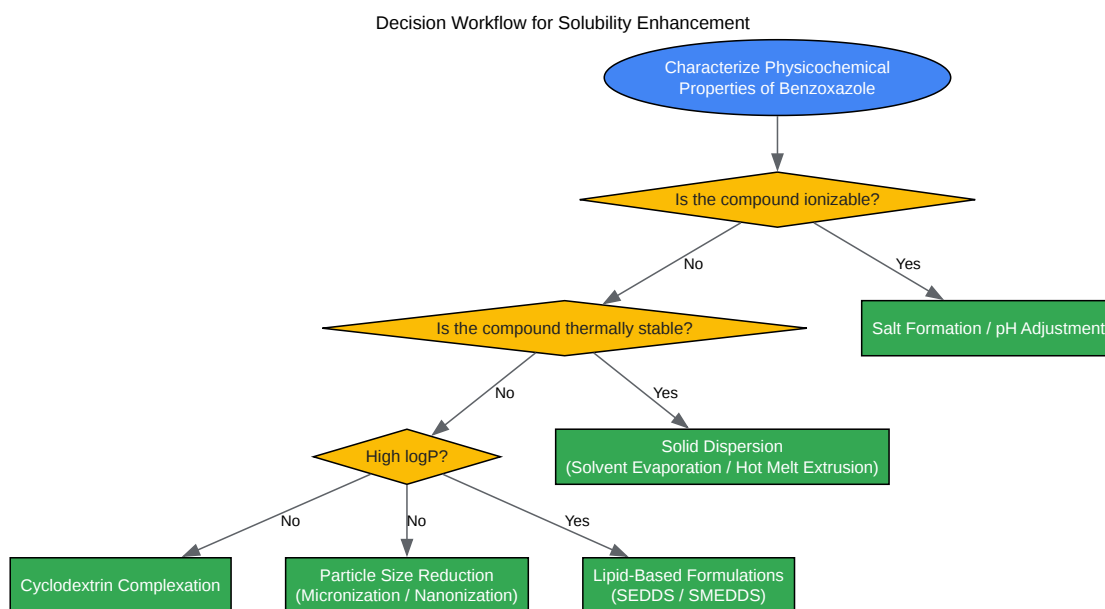 Decision Workflow for Solubility Enhancement
Characterize Physicochemical
Properties of Benzoxazole
Is the compound ionizable?
No
Yes
Is the compound thermally stable?
Salt Formation / pH Adjustment
No
Yes
High logP?
Solid Dispersion
(Solvent Evaporation / Hot Melt Extrusion)
No
No
Yes
Cyclodextrin Complexation
Particle Size Reduction
(Micronization / Nanonization)
Lipid-Based Formulations
(SEDDS / SMEDDS)